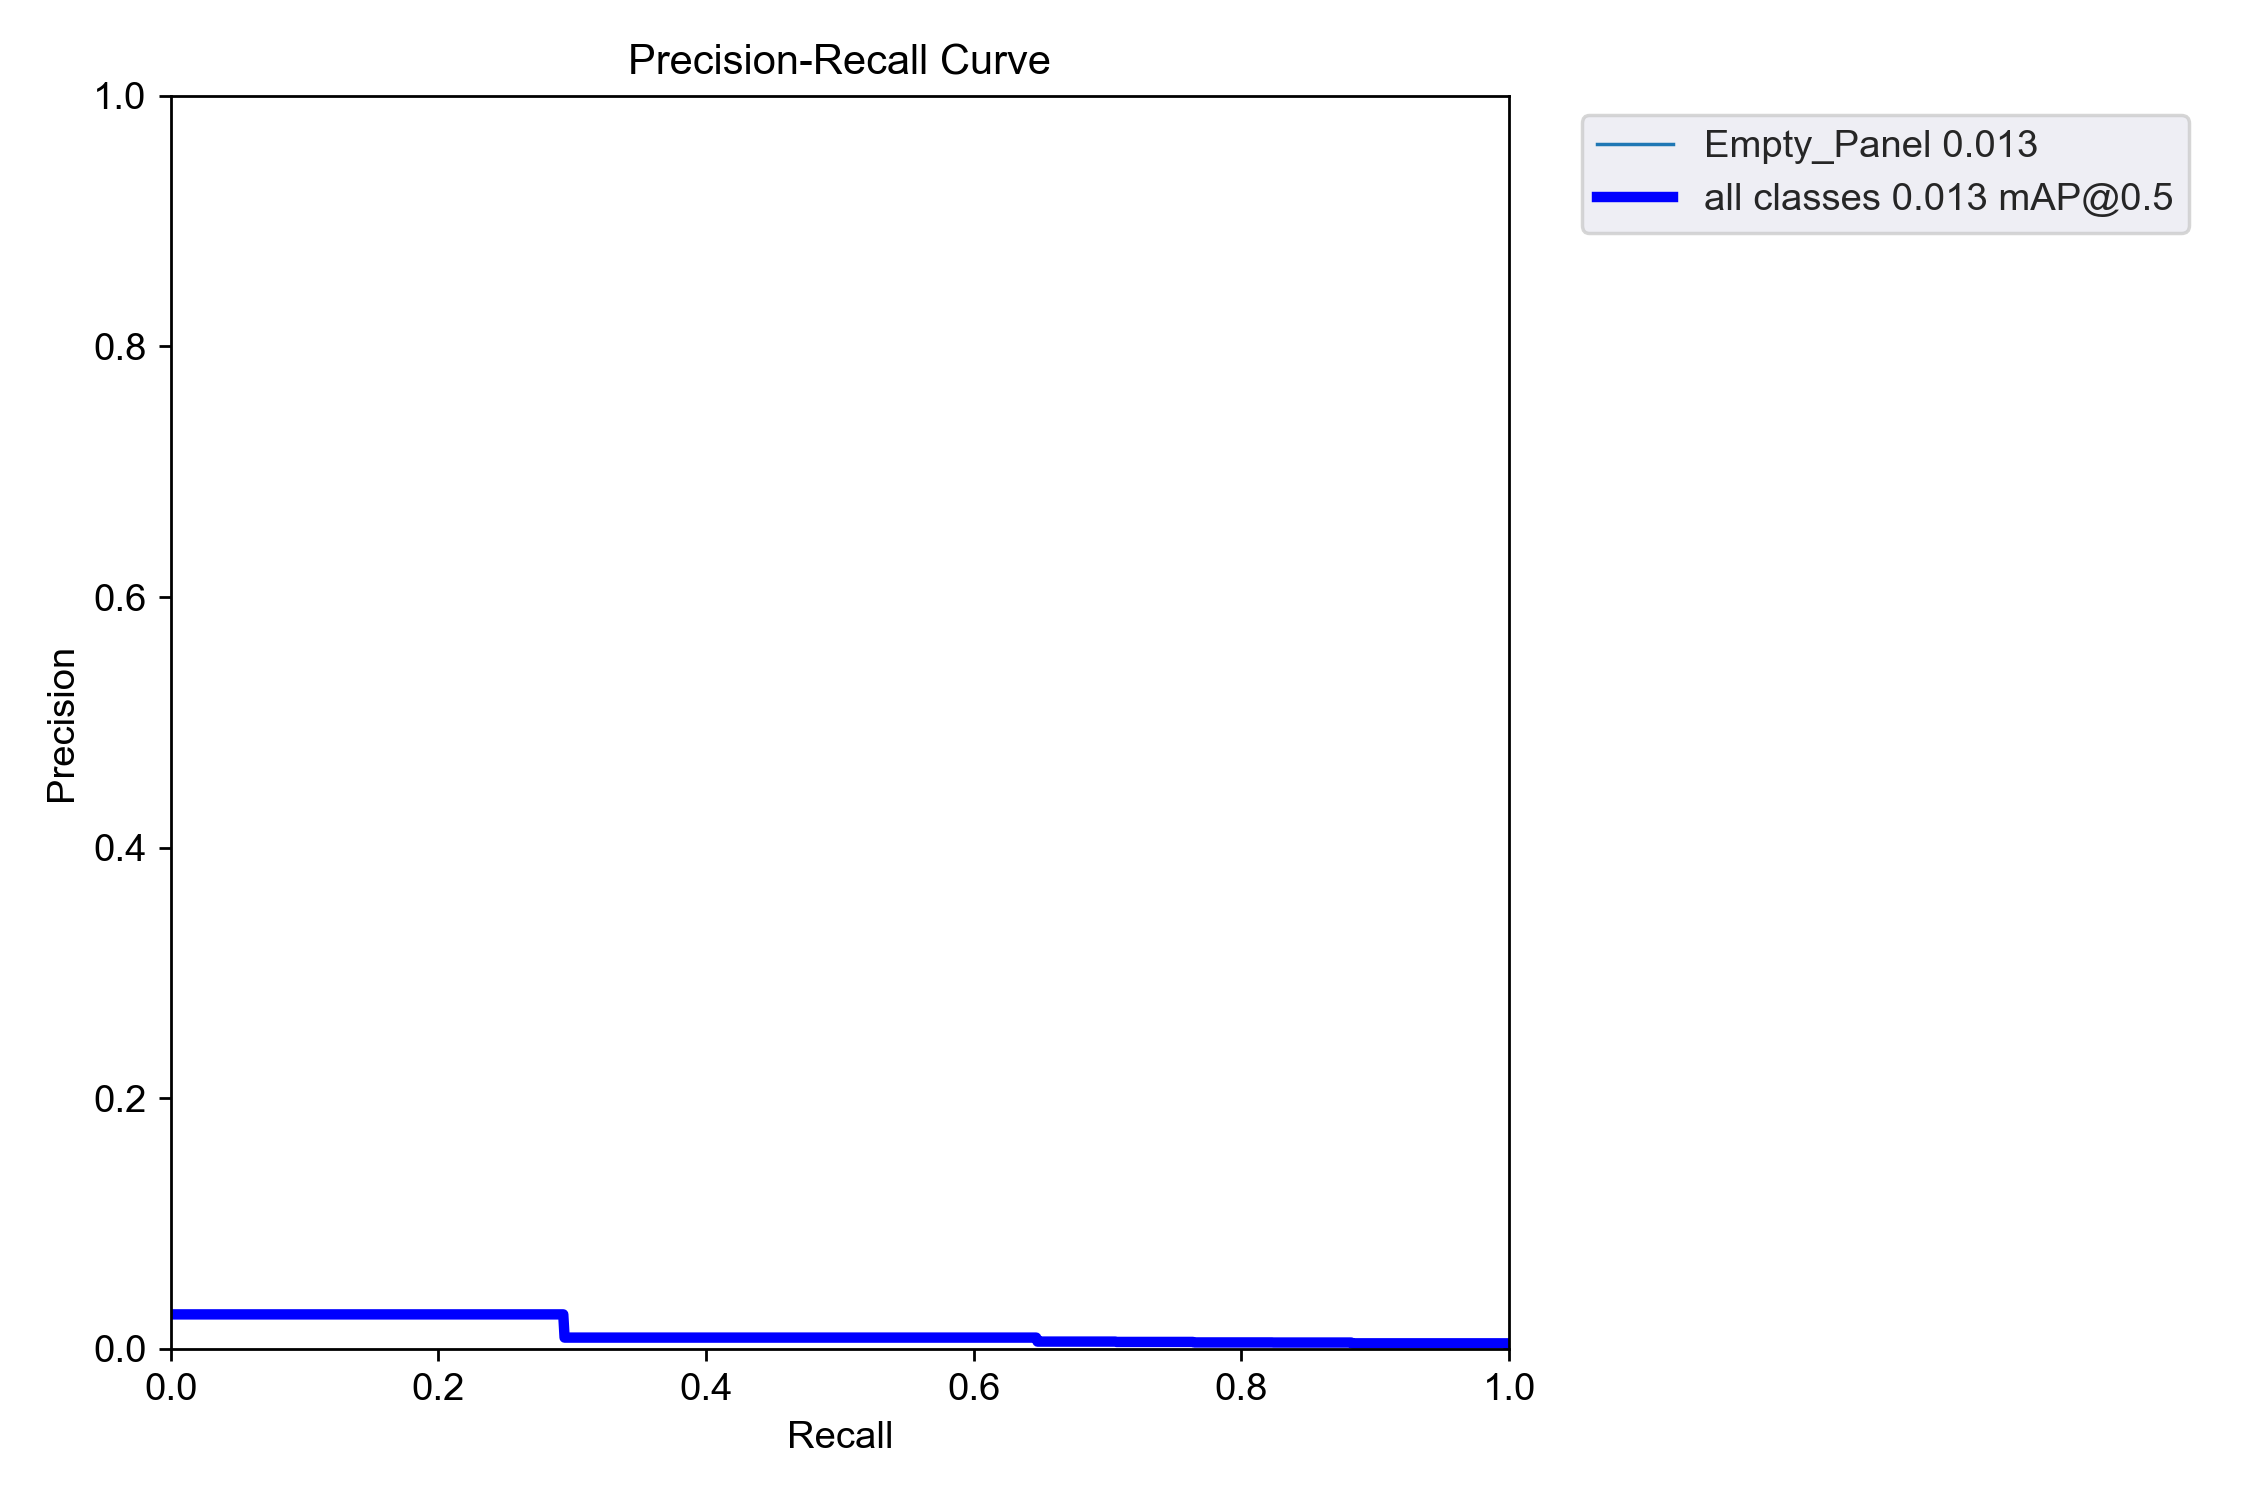 Precision-Recall Curve
Empty_Panel 0.013
all classes 0.013 mAP@0.5
Precision
1.0
0.8
0.6
0.4
0.2
0.0
0.0 0.2 0.4 0.6 0.8 1.0
Recall